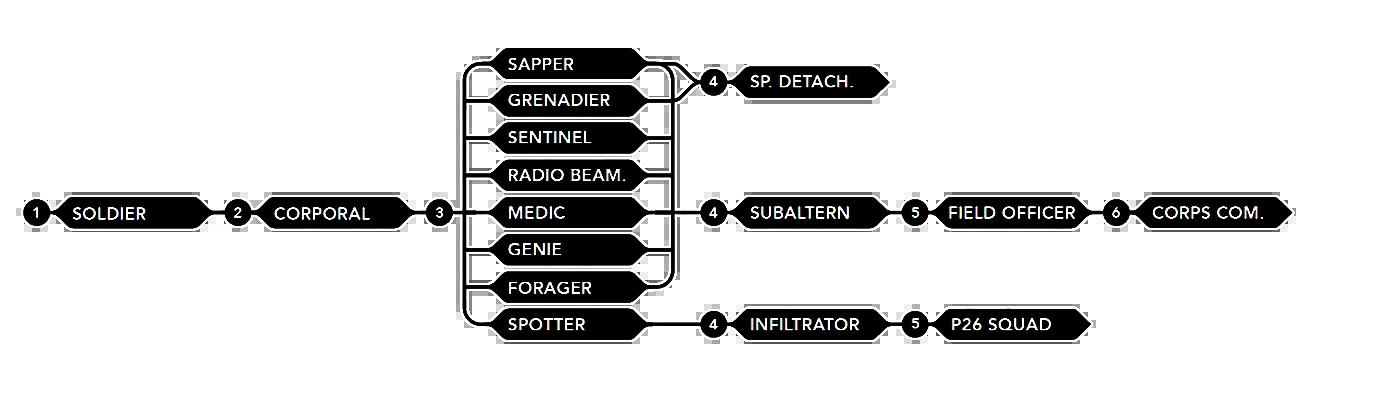 SAPPER
4 SP. DETACH.
GRENADIER
SENTINEL
RADIO BEAM.
1 SOLDIER 2 CORPORAL 3 MEDIC 4 SUBALTERN 5 FIELD OFFICER 6 CORPS COM.
GENIE
FORAGER
SPOTTER 4 INFILTRATOR 5 P26 SQUAD